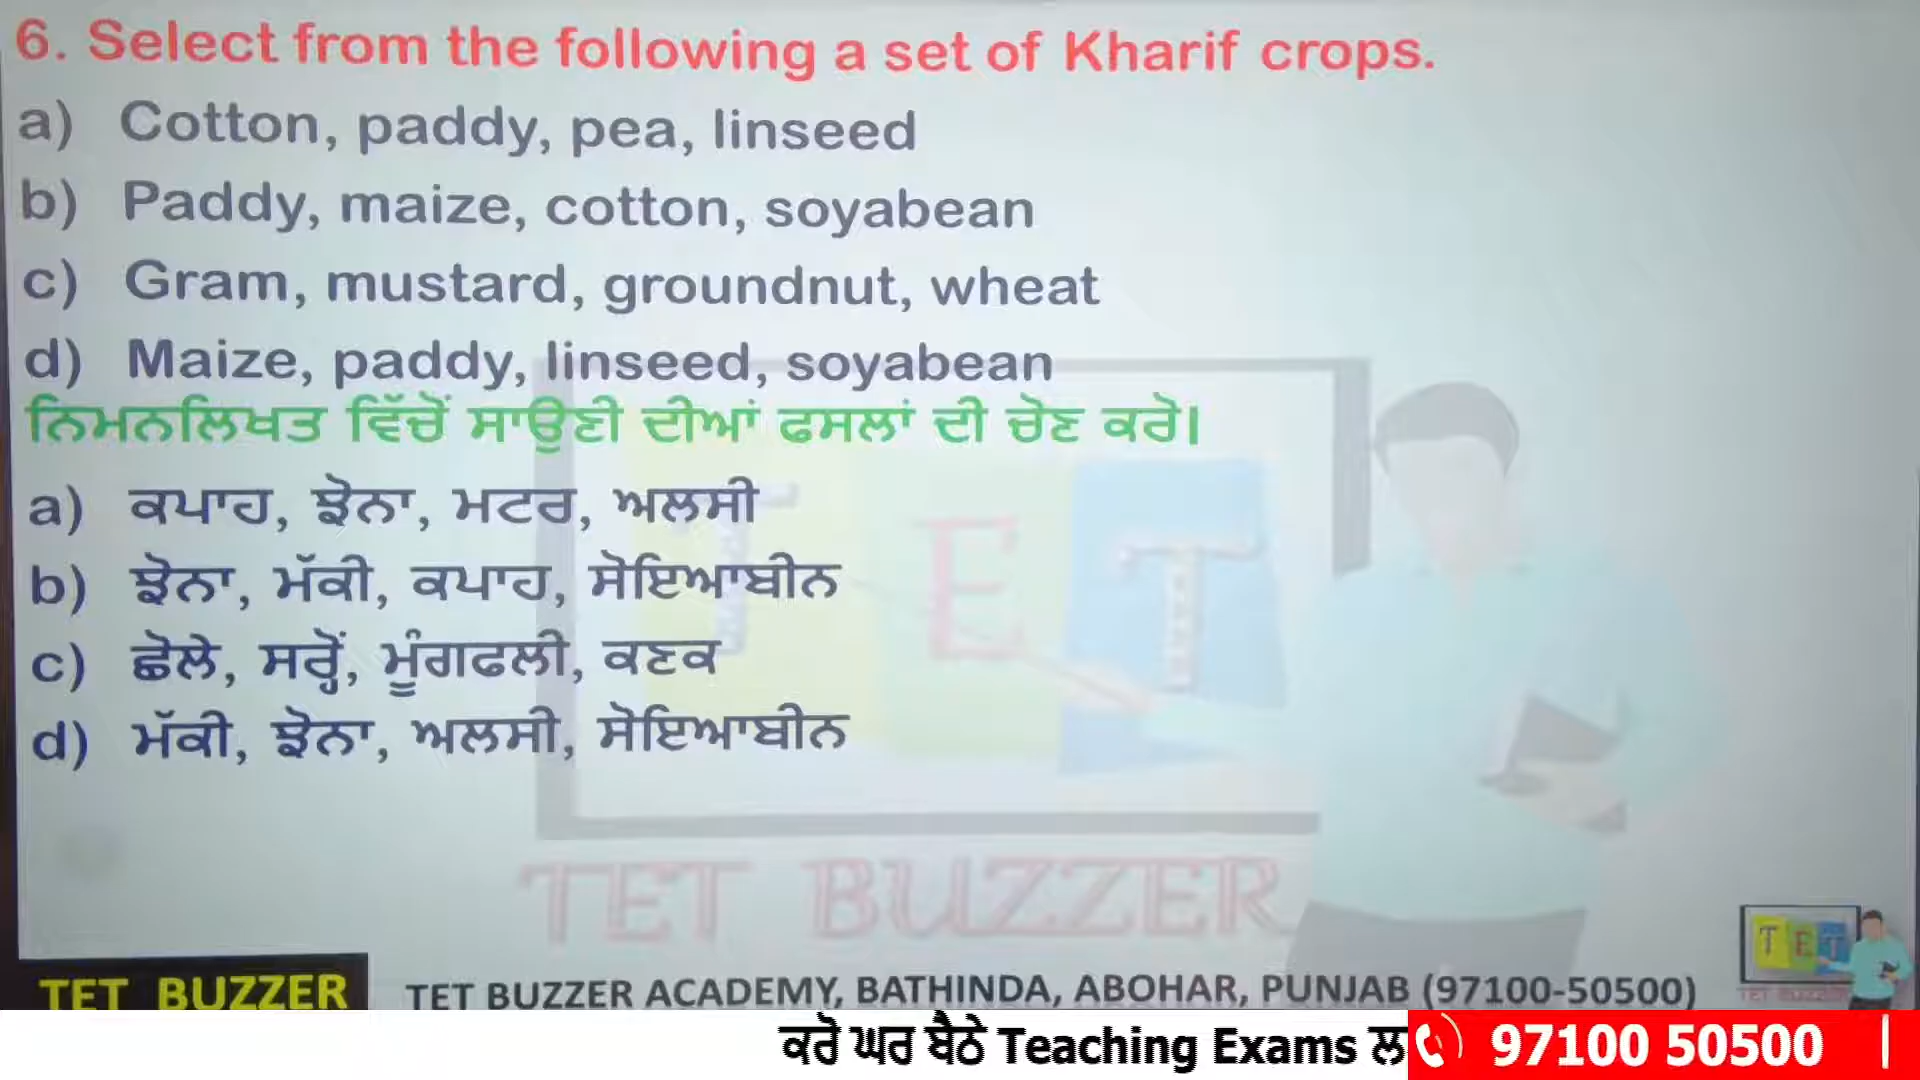 6. Select from the following a set of Kharif crops.
a) Cotton, paddy, pea, linseed
b) Paddy, maize, cotton, soyabean
c) Gram, mustard, groundnut, wheat
d) Maize, paddy, linseed, soyabean
ਨਿਮਨਲਿਖਤ ਵਿੱਚੋਂ ਸਾਉਣੀ ਦੀਆਂ ਫਸਲਾਂ ਦੀ ਚੋਣ ਕਰੋ।
a) ਕਪਾਹ, ਝੋਨਾ, ਮਟਰ, ਅਲਸੀ
b) ਝੋਨਾ, ਮੱਕੀ, ਕਪਾਹ, ਸੋਇਆਬੀਨ
c) ਛੋਲੇ, ਸਰ੍ਹੋਂ, ਮੂੰਗਫਲੀ, ਕਣਕ
d) ਮੱਕੀ, ਝੋਨਾ, ਅਲਸੀ, ਸੋਇਆਬੀਨ
T E T
TET BUZZER
T E T
TET BUZZER
TET BUZZER
TET BUZZER ACADEMY, BATHINDA, ABOHAR, PUNJAB (97100-50500)
ਕਰੋ ਘਰ ਬੈਠੇ Teaching Exams
97100 50500